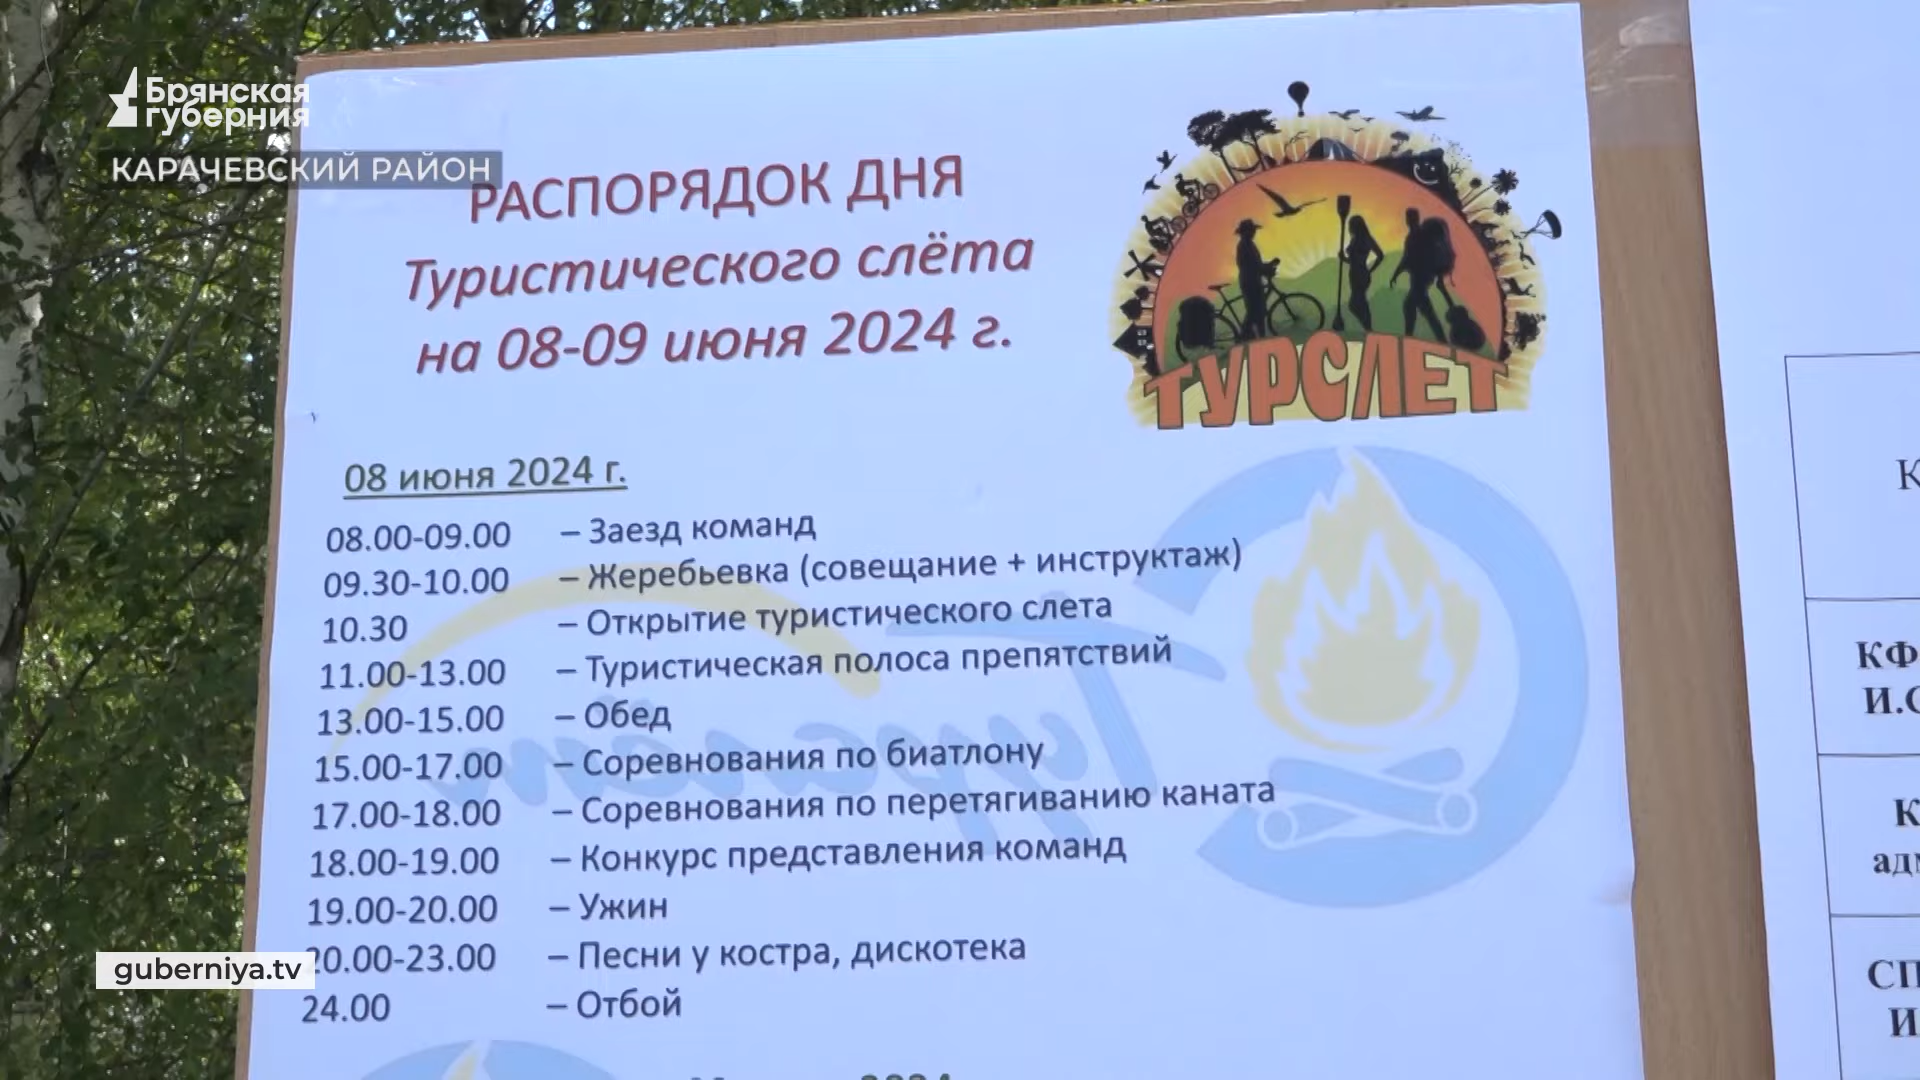 Брянская
губерния
КАРАЧЕВСКИЙ РАЙОН
РАСПОРЯДОК ДНЯ
Туристического слёта
на 08-09 июня 2024 г.
ТУРСЛЕТ
08 июня 2024 г.
08.00-09.00 – Заезд команд
09.30-10.00 – Жеребьевка (совещание + инструктаж)
10.30 – Открытие туристического слета
11.00-13.00 – Туристическая полоса препятствий
13.00-15.00 – Обед
15.00-17.00 – Соревнования по биатлону
17.00-18.00 – Соревнования по перетягиванию каната
18.00-19.00 – Конкурс представления команд
19.00-20.00 – Ужин
20.00-23.00 – Песни у костра, дискотека
24.00 – Отбой
guberniya.tv
Турслёт
К
КФ
И.С
К
СП
И